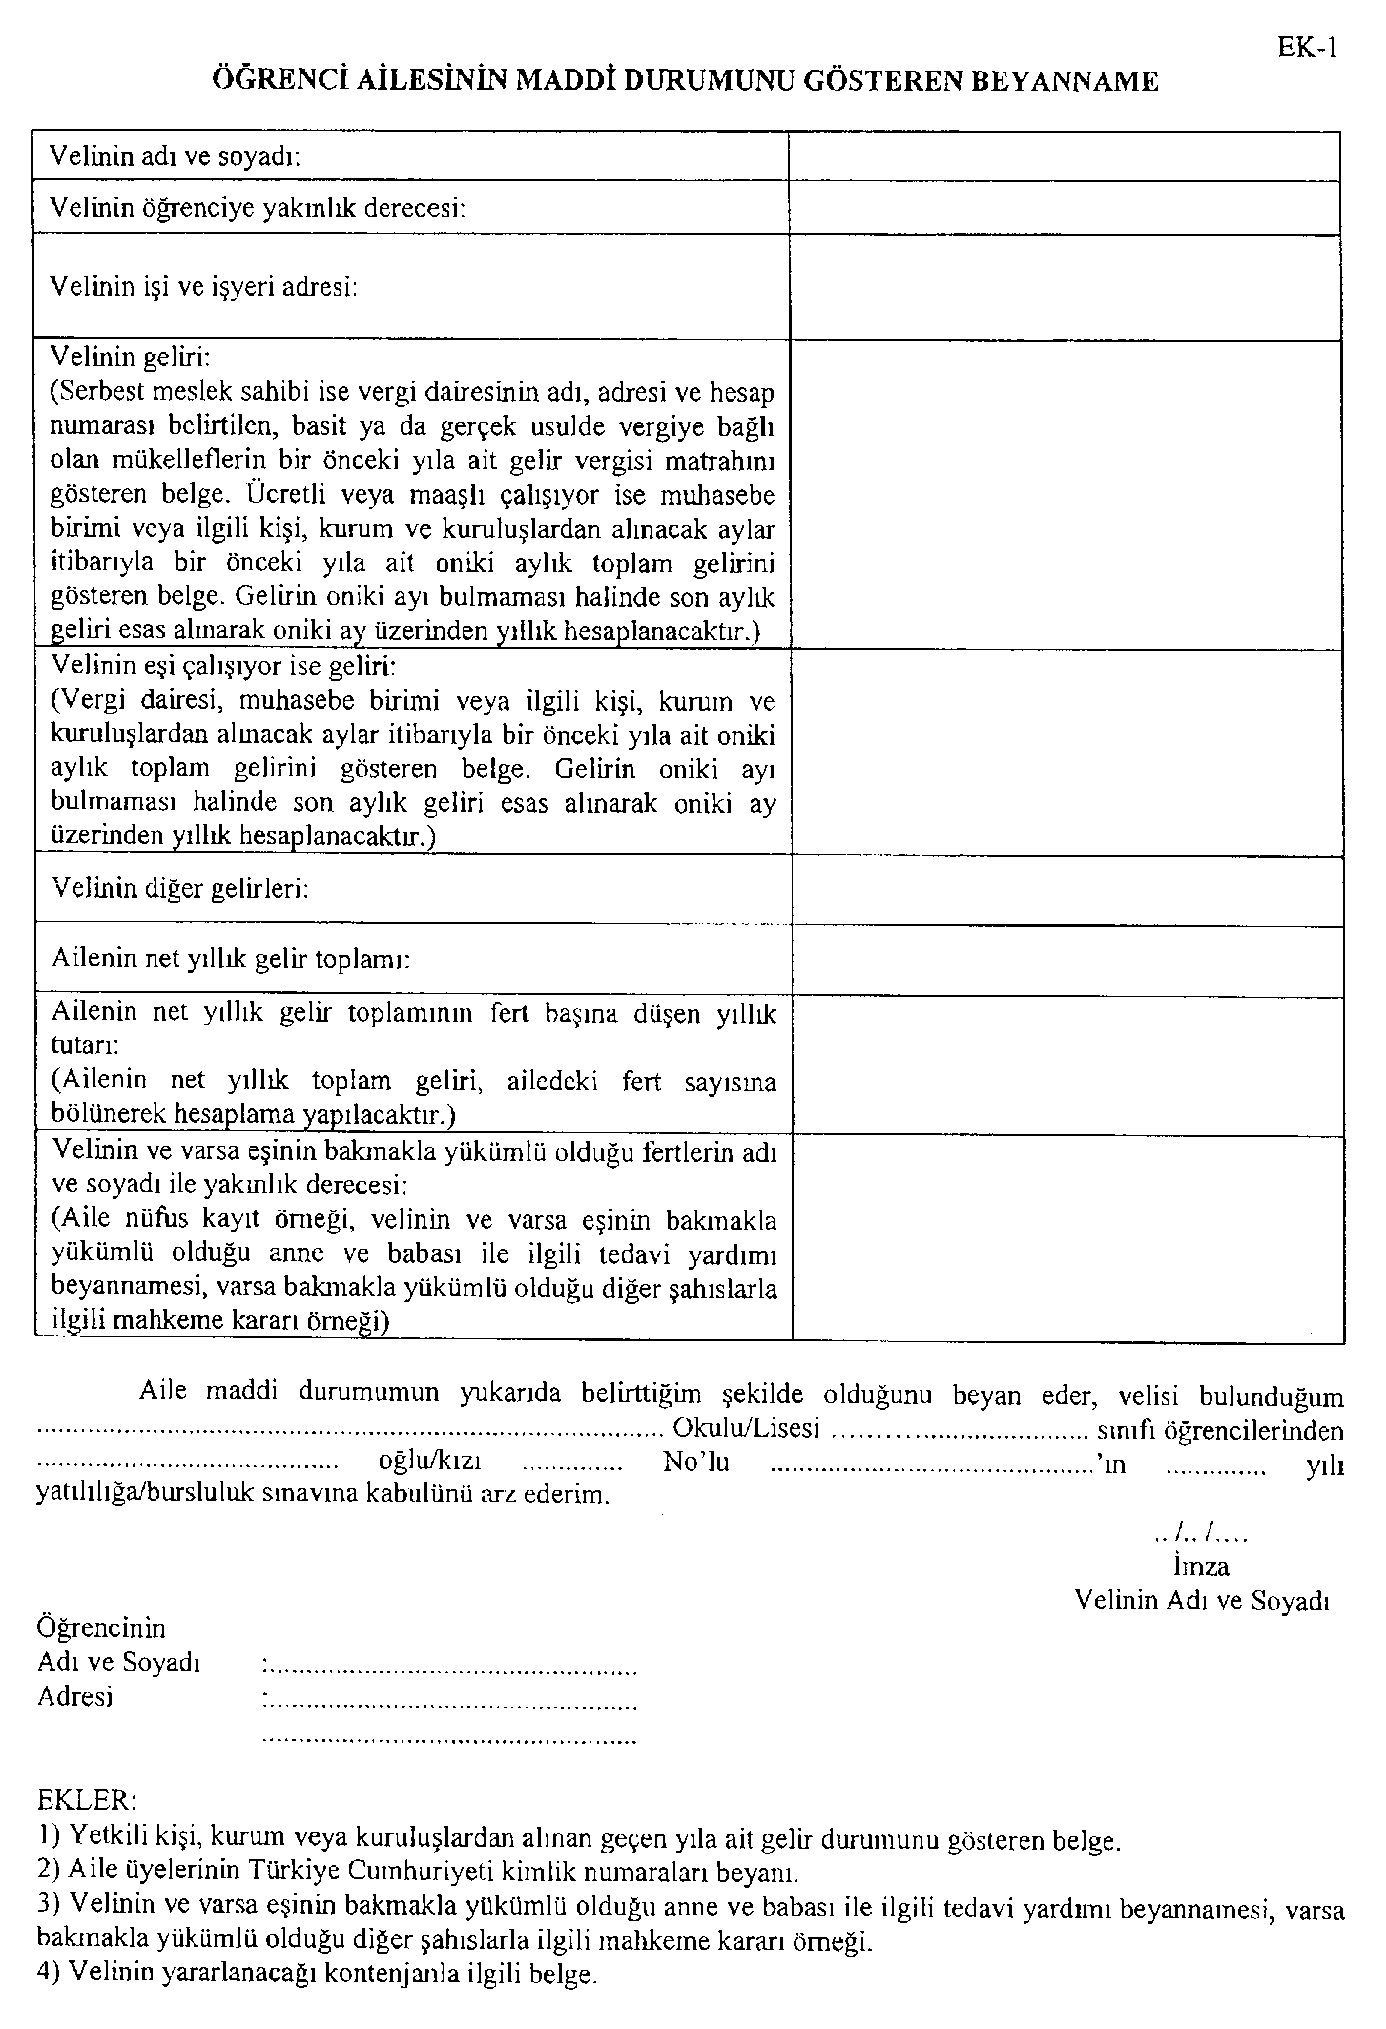 EK-1
ÖĞRENCİ AİLESİNİN MADDİ DURUMUNU GÖSTEREN BEYANNAME
Velinin adı ve soyadı:
Velinin öğrenciye yakınlık derecesi:
Velinin işi ve işyeri adresi:
Velinin geliri:
(Serbest meslek sahibi ise vergi dairesinin adı, adresi ve hesap
numarası belirtilen, basit ya da gerçek usulde vergiye bağlı
olan mükelleflerin bir önceki yıla ait gelir vergisi matrahını
gösteren belge. Ücretli veya maaşlı çalışıyor ise muhasebe
birimi veya ilgili kişi, kurum ve kuruluşlardan alınacak aylar
itibarıyla bir önceki yıla ait oniki aylık toplam gelirini
gösteren belge. Gelirin oniki ayı bulmaması halinde son aylık
geliri esas alınarak oniki ay üzerinden yıllık hesaplanacaktır.)
Velinin eşi çalışıyor ise geliri:
(Vergi dairesi, muhasebe birimi veya ilgili kişi, kurum ve
kuruluşlardan alınacak aylar itibarıyla bir önceki yıla ait oniki
aylık toplam gelirini gösteren belge. Gelirin oniki ayı
bulmaması halinde son aylık geliri esas alınarak oniki ay
üzerinden yıllık hesaplanacaktır.)
Velinin diğer gelirleri:
Ailenin net yıllık gelir toplamı:
Ailenin net yıllık gelir toplamının fert başına düşen yıllık
tutarı:
(Ailenin net yıllık toplam geliri, ailedeki fert sayısına
bölünerek hesaplama yapılacaktır.)
Velinin ve varsa eşinin bakmakla yükümlü olduğu fertlerin adı
ve soyadı ile yakınlık derecesi:
(Aile nüfus kayıt örneği, velinin ve varsa eşinin bakmakla
yükümlü olduğu anne ve babası ile ilgili tedavi yardımı
beyannamesi, varsa bakmakla yükümlü olduğu diğer şahıslarla
ilgili mahkeme kararı örneği)
Aile maddi durumumun yukarıda belirttiğim şekilde olduğunu beyan eder, velisi bulunduğum
...................................................................................... Okulu/Lisesi ................................... sınıfı öğrencilerinden
......................................... oğlu/kızı ............. No'lu ............................................'ın ............. yılı
yatılılığa/bursluluk sınavına kabulünü arz ederim.
../../....
İmza
Velinin Adı ve Soyadı
Öğrencinin
Adı ve Soyadı :..................................................
Adresi :..................................................
...................................................
EKLER:
1) Yetkili kişi, kurum veya kuruluşlardan alınan geçen yıla ait gelir durumunu gösteren belge.
2) Aile üyelerinin Türkiye Cumhuriyeti kimlik numaraları beyanı.
3) Velinin ve varsa eşinin bakmakla yükümlü olduğu anne ve babası ile ilgili tedavi yardımı beyannamesi, varsa
bakmakla yükümlü olduğu diğer şahıslarla ilgili mahkeme kararı örneği.
4) Velinin yararlanacağı kontenjanla ilgili belge.